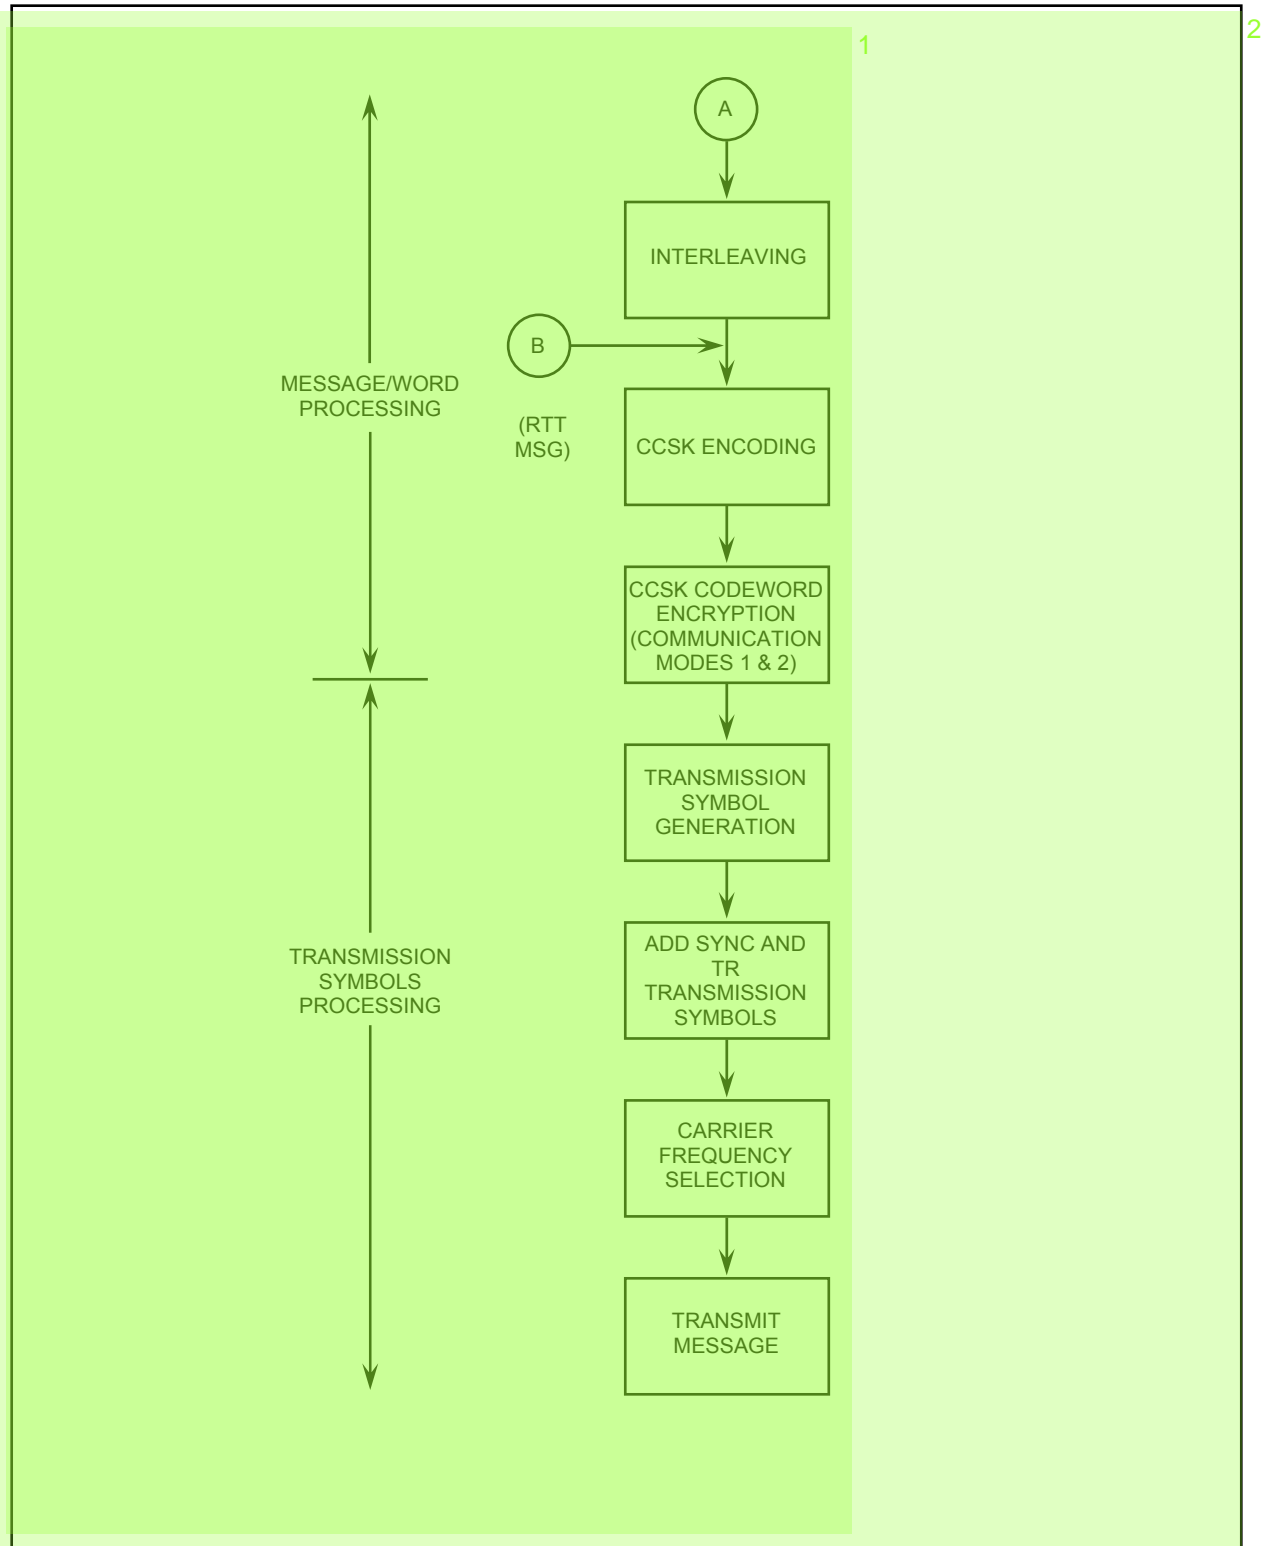 2
1
A
INTERLEAVING
B
MESSAGE/WORD
PROCESSING
(RTT
MSG)
CCSK ENCODING
CCSK CODEWORD
ENCRYPTION
(COMMUNICATION
MODES 1 & 2)
TRANSMISSION
SYMBOL
GENERATION
ADD SYNC AND
TR
TRANSMISSION
SYMBOLS
TRANSMISSION
SYMBOLS
PROCESSING
CARRIER
FREQUENCY
SELECTION
TRANSMIT
MESSAGE